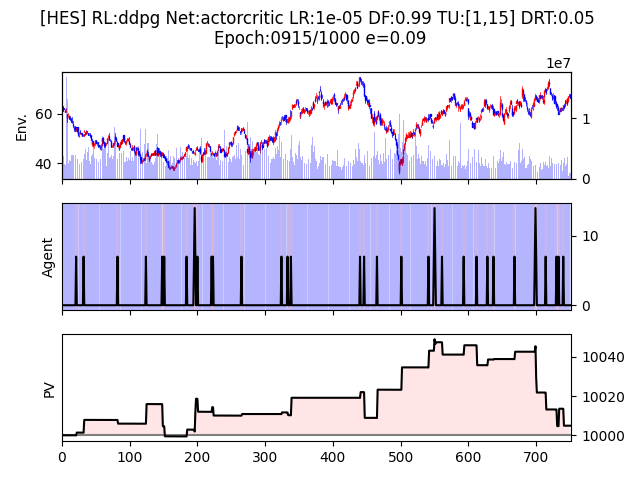 [HES] RL:ddpg Net:actorcritic LR:1e-05 DF:0.99 TU:[1,15] DRT:0.05
Epoch:0915/1000 e=0.09
1e7
Env.
60
40
1
0
Agent
10
0
PV
10040
10020
10000
0 100 200 300 400 500 600 700